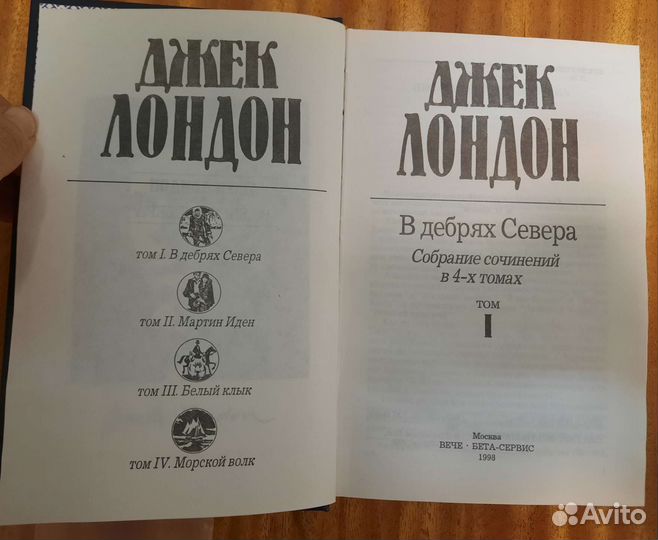 ДЖЕК
ЛОНДОН
том I. В дебрях Севера
том II. Мартин Иден
том III. Белый клык
том IV. Морской волк
ДЖЕК
ЛОНДОН
В дебрях Севера
Собрание сочинений
в 4-х томах
ТОМ
I
Москва
ВЕЧЕ · БЕТА-СЕРВИС
1998
Avito